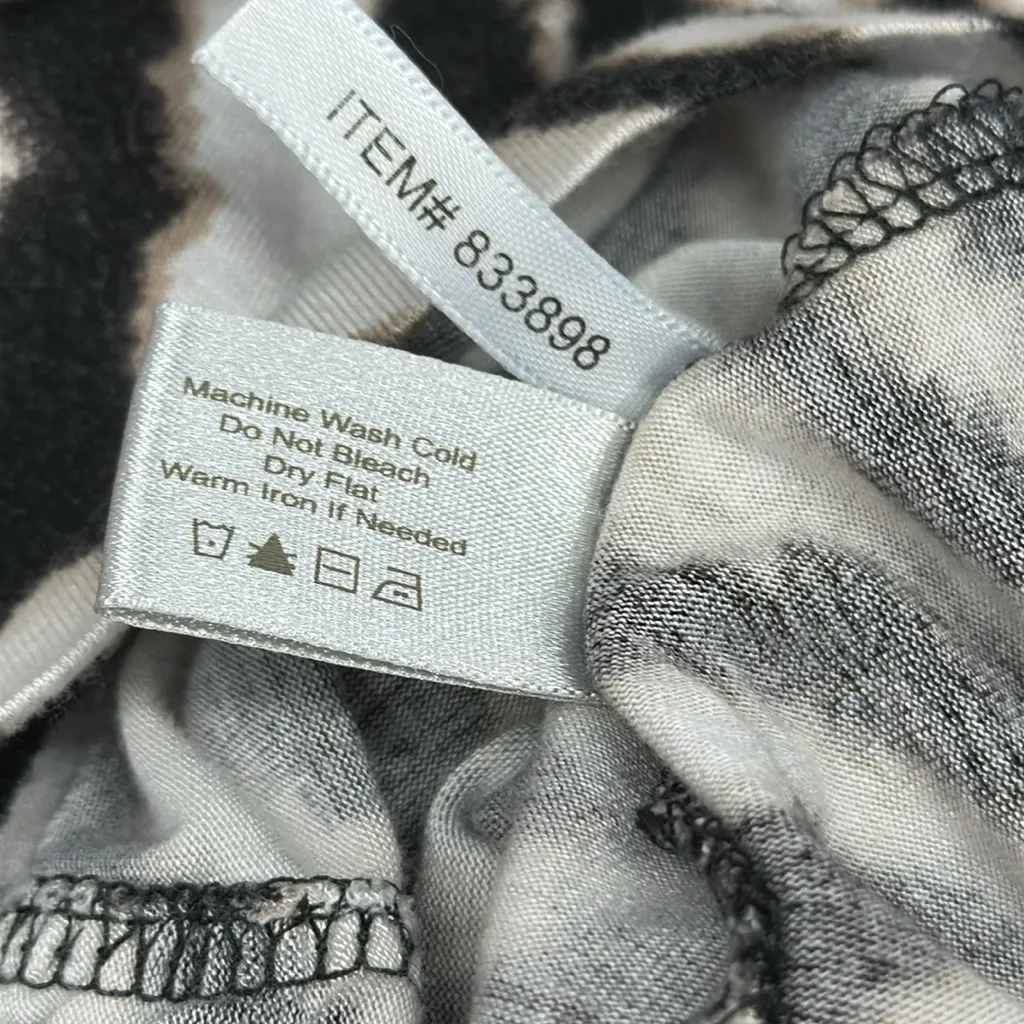 ITEM# 833898
Machine Wash Cold
Do Not Bleach
Dry Flat
Warm Iron If Needed